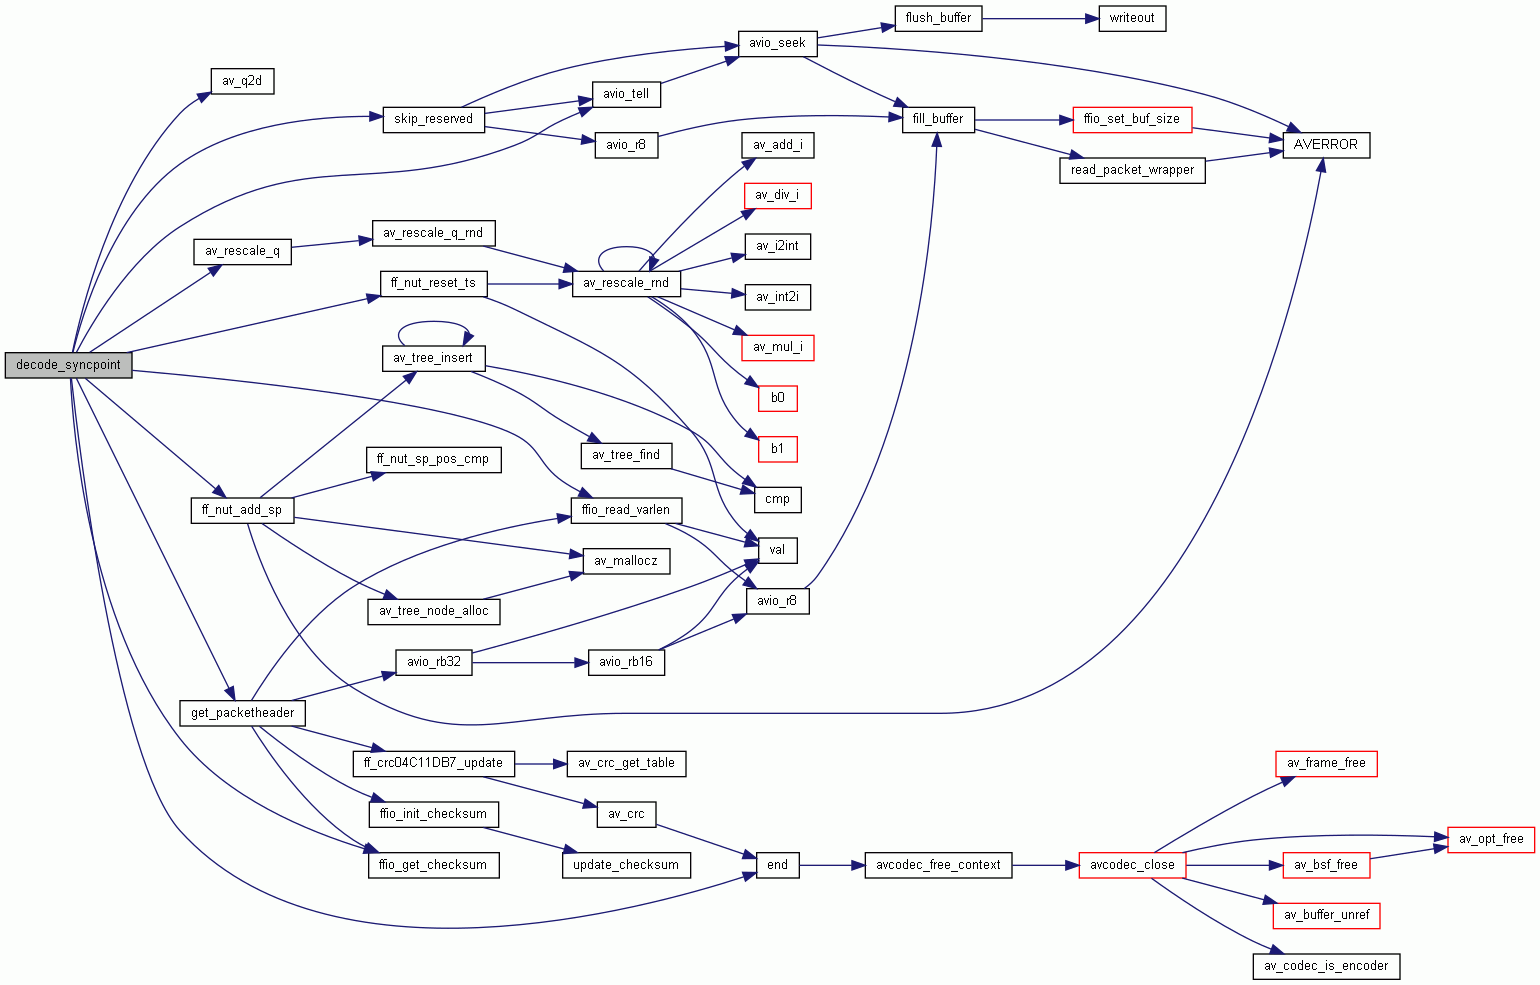 flush_buffer
writeout
avio_seek
av_q2d
avio_tell
skip_reserved
fill_buffer
ffio_set_buf_size
avio_r8
av_add_i
AVERROR
read_packet_wrapper
av_div_i
av_rescale_q_rnd
av_rescale_q
av_i2int
ff_nut_reset_ts
av_rescale_rnd
av_int2i
av_mul_i
av_tree_insert
decode_syncpoint
b0
b1
av_tree_find
ff_nut_sp_pos_cmp
cmp
ff_nut_add_sp
ffio_read_varlen
val
av_mallocz
av_tree_node_alloc
avio_r8
avio_rb32
avio_rb16
get_packetheader
ff_crc04C11DB7_update
av_crc_get_table
av_frame_free
ffio_init_checksum
av_crc
av_opt_free
ffio_get_checksum
update_checksum
end
avcodec_free_context
avcodec_close
av_bsf_free
av_buffer_unref
av_codec_is_encoder